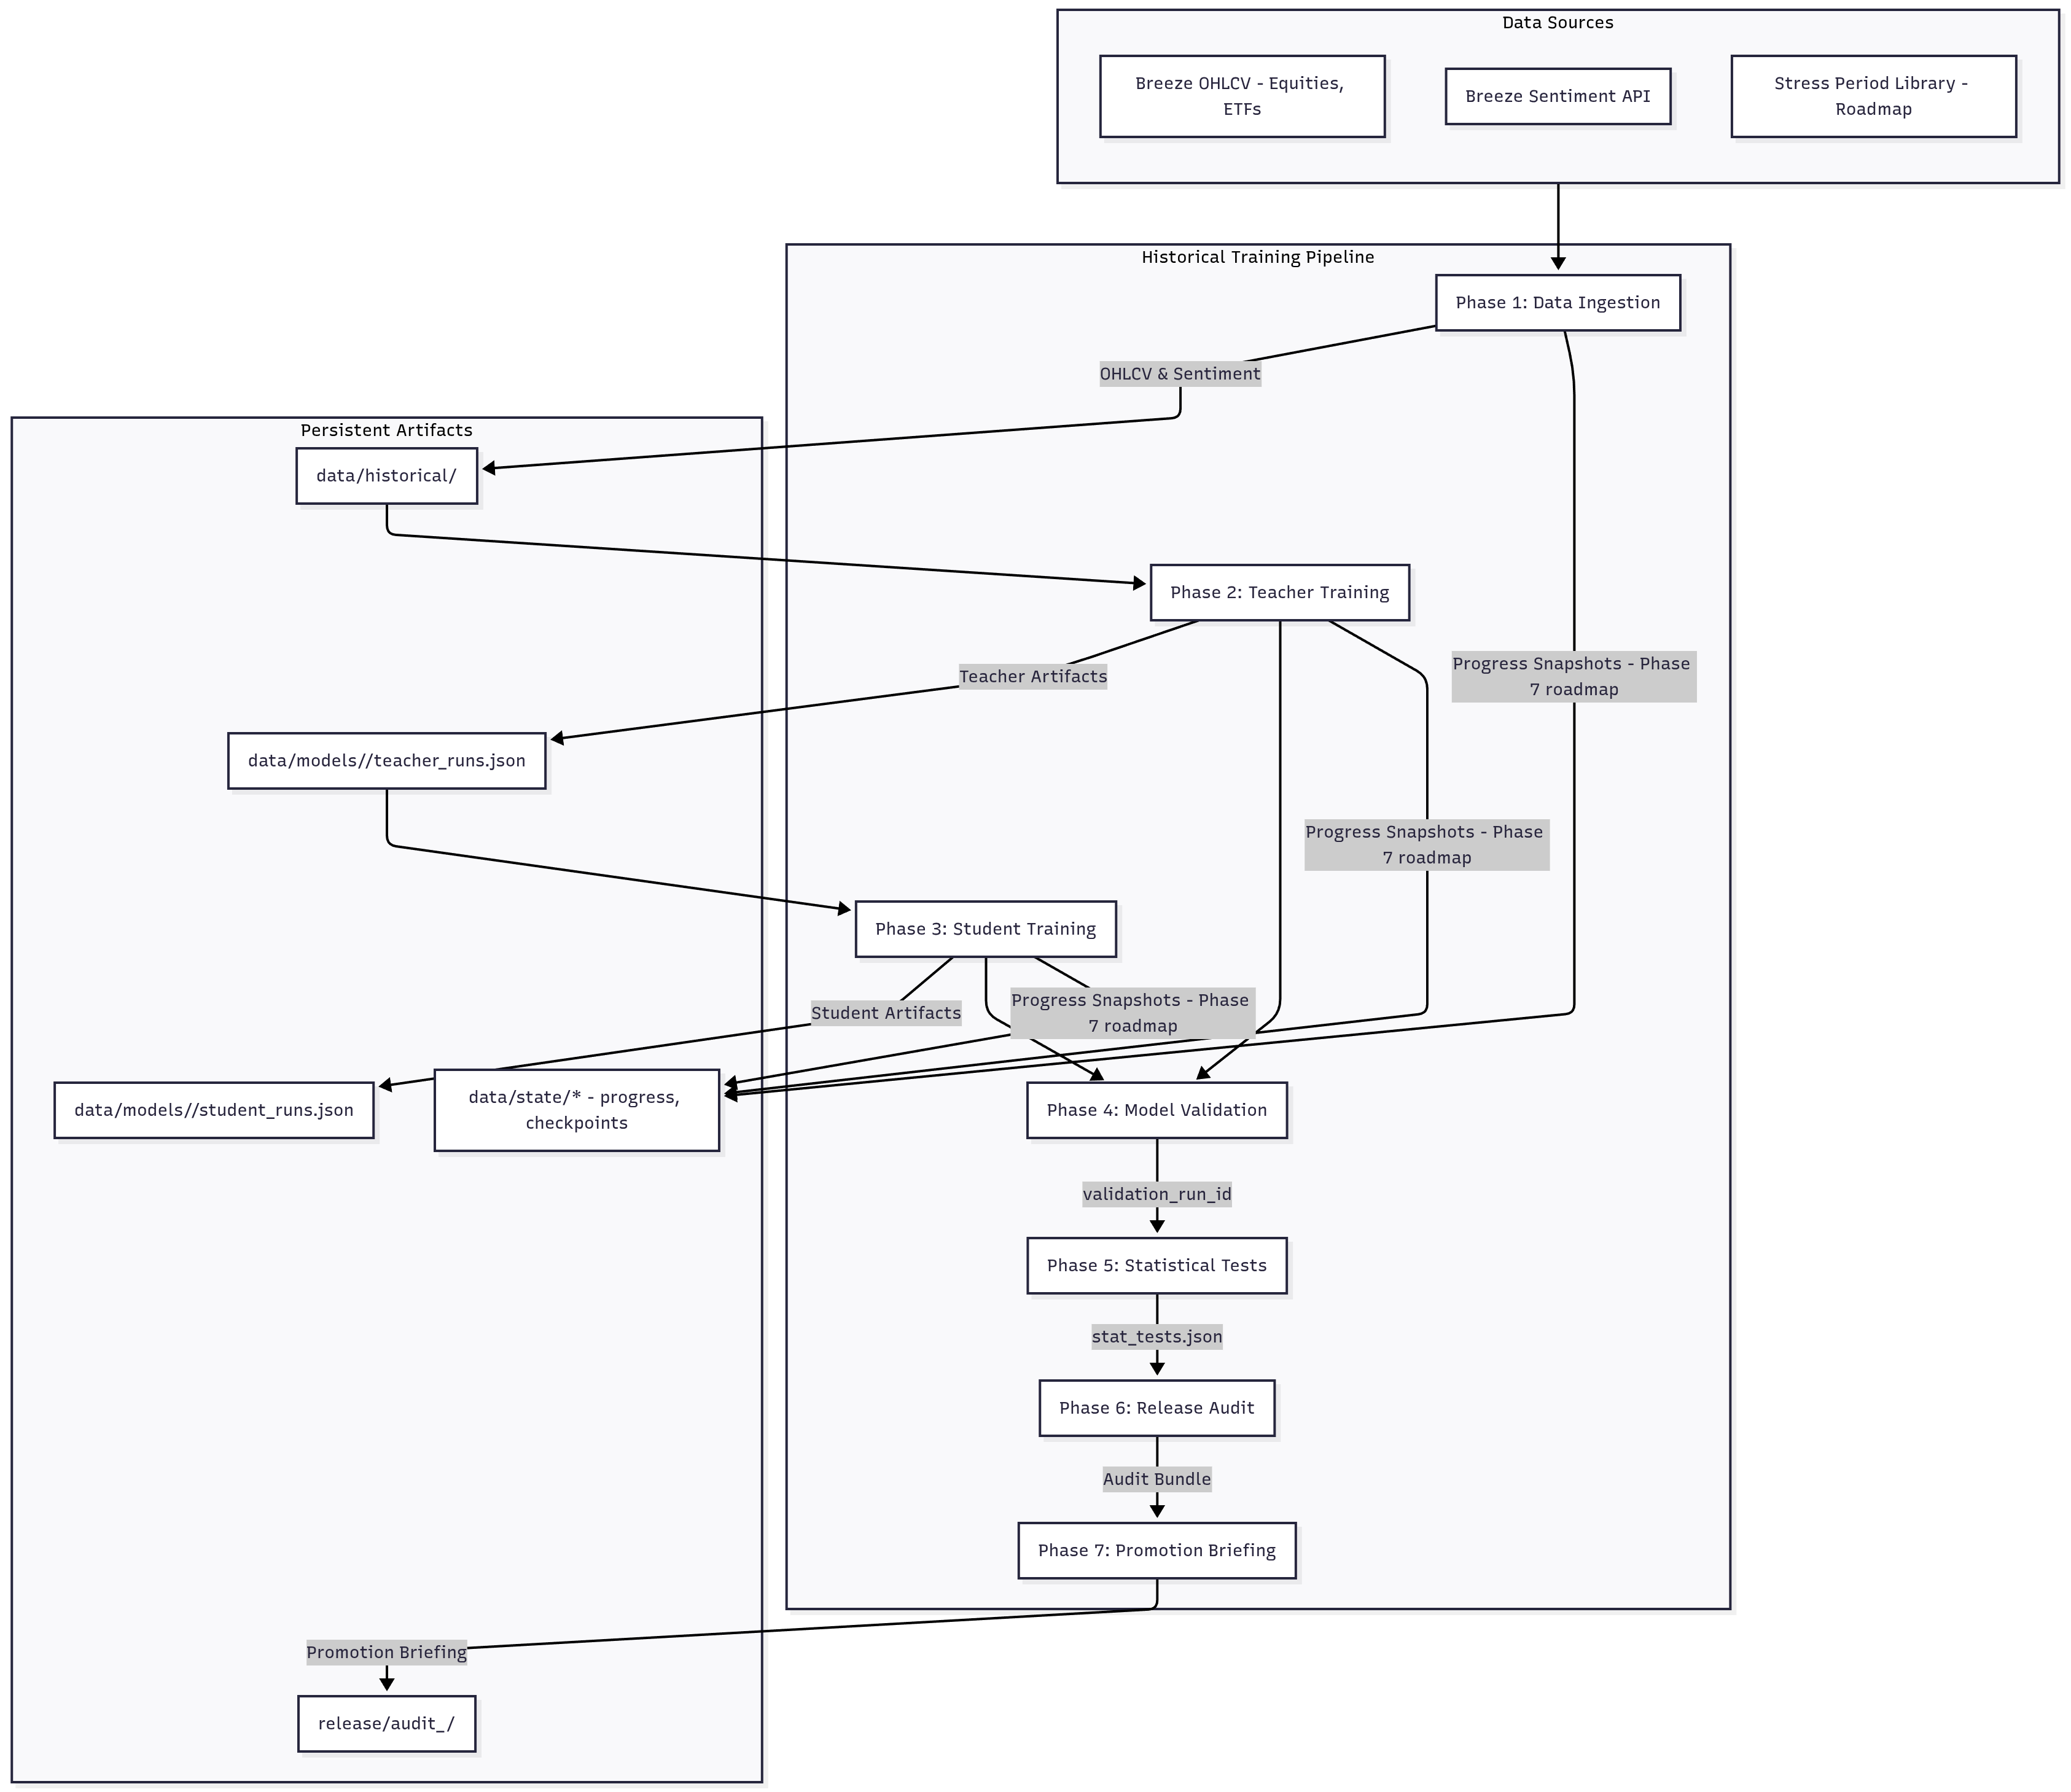 Data Sources
Breeze OHLCV - Equities,
ETFs
Breeze Sentiment API
Stress Period Library -
Roadmap
Historical Training Pipeline
Phase 1: Data Ingestion
OHLCV & Sentiment
Persistent Artifacts
data/historical/
Phase 2: Teacher Training
Teacher Artifacts
Progress Snapshots - Phase
7 roadmap
data/models//teacher_runs.json
Progress Snapshots - Phase
7 roadmap
Phase 3: Student Training
Student Artifacts
Progress Snapshots - Phase
7 roadmap
data/models//student_runs.json
data/state/* - progress,
checkpoints
Phase 4: Model Validation
validation_run_id
Phase 5: Statistical Tests
stat_tests.json
Phase 6: Release Audit
Audit Bundle
Phase 7: Promotion Briefing
Promotion Briefing
release/audit_/